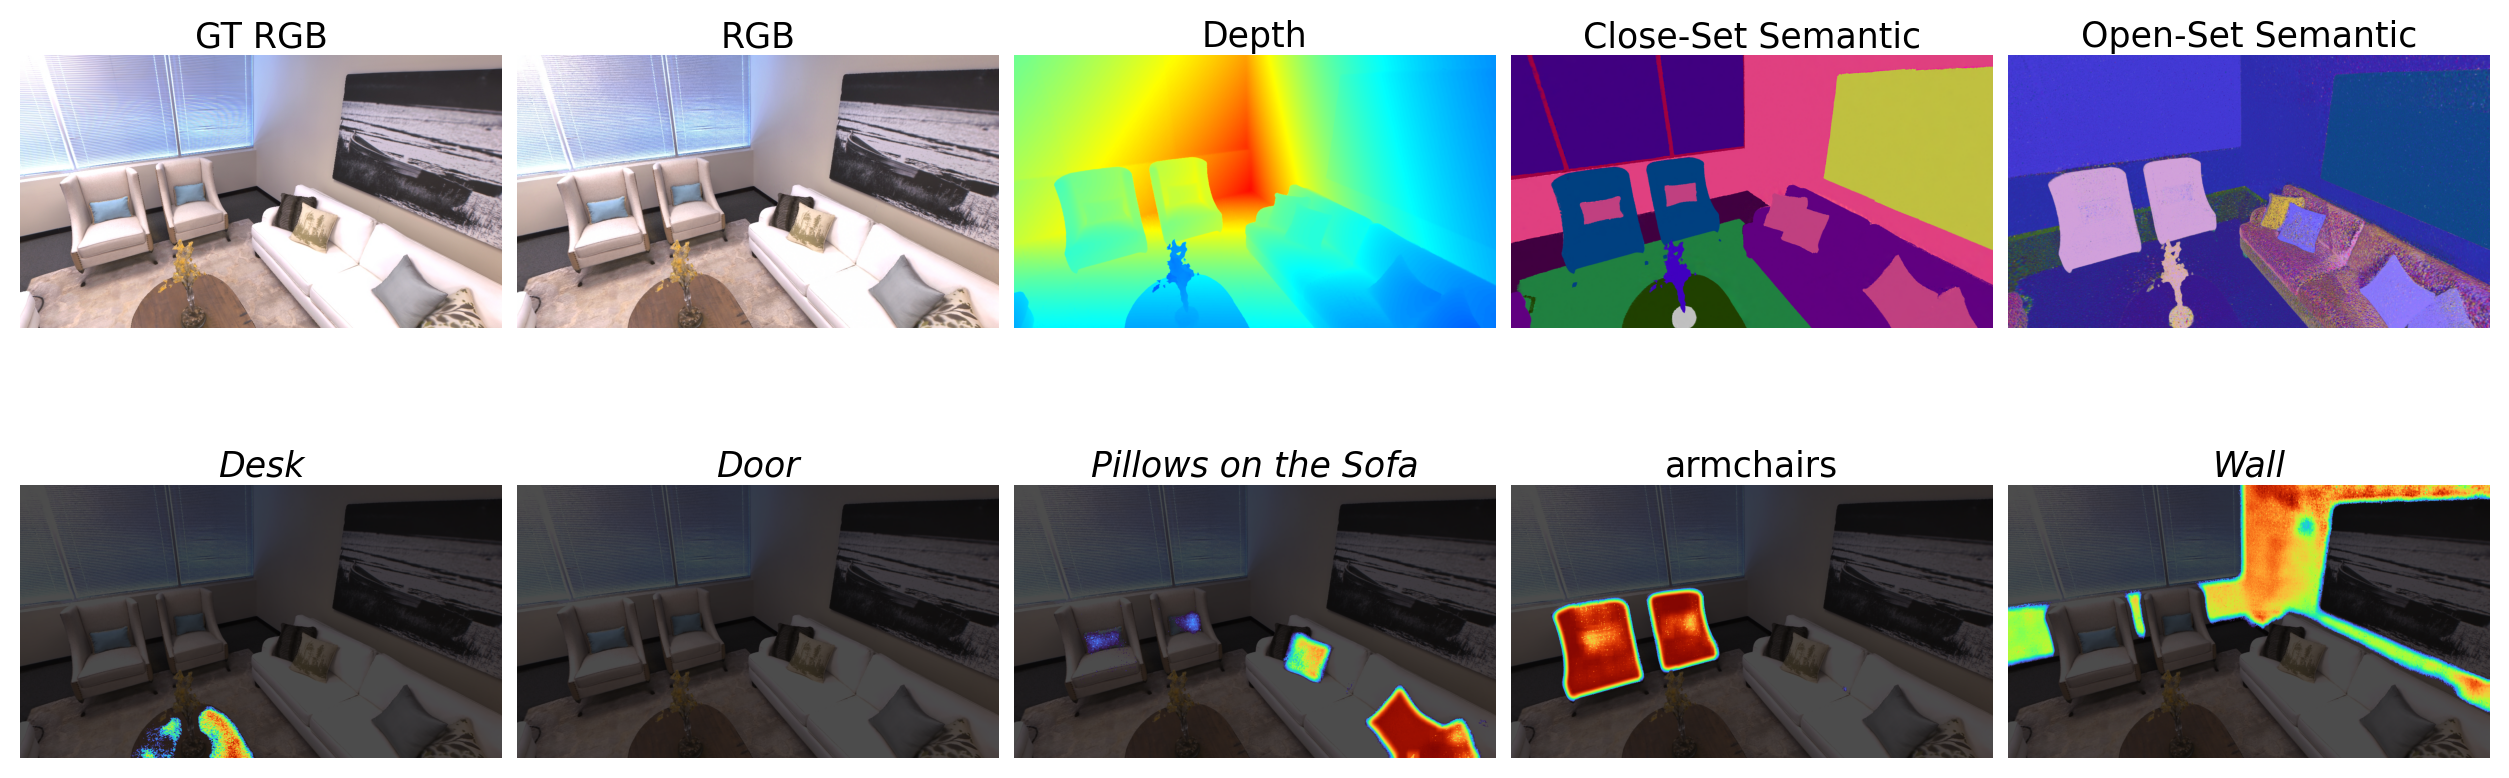 GT RGB
RGB
Depth
Close-Set Semantic
Open-Set Semantic
Desk
Door
Pillows on the Sofa
armchairs
Wall